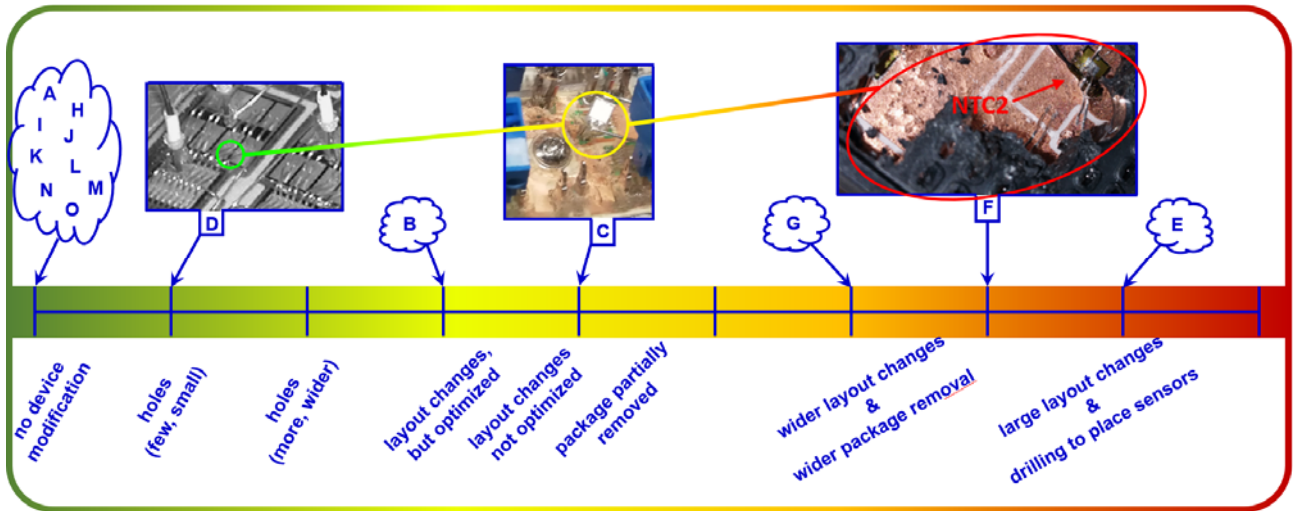 A
H
I
J
K
L
N
M
O
D
B
C
NTC2
G
F
E
no device
modification
holes
(few, small)
holes
(more, wider)
layout changes,
but optimized
layout changes
not optimized
package partially
removed
wider layout changes
&
wider package removal
large layout changes
&
drilling to place sensors